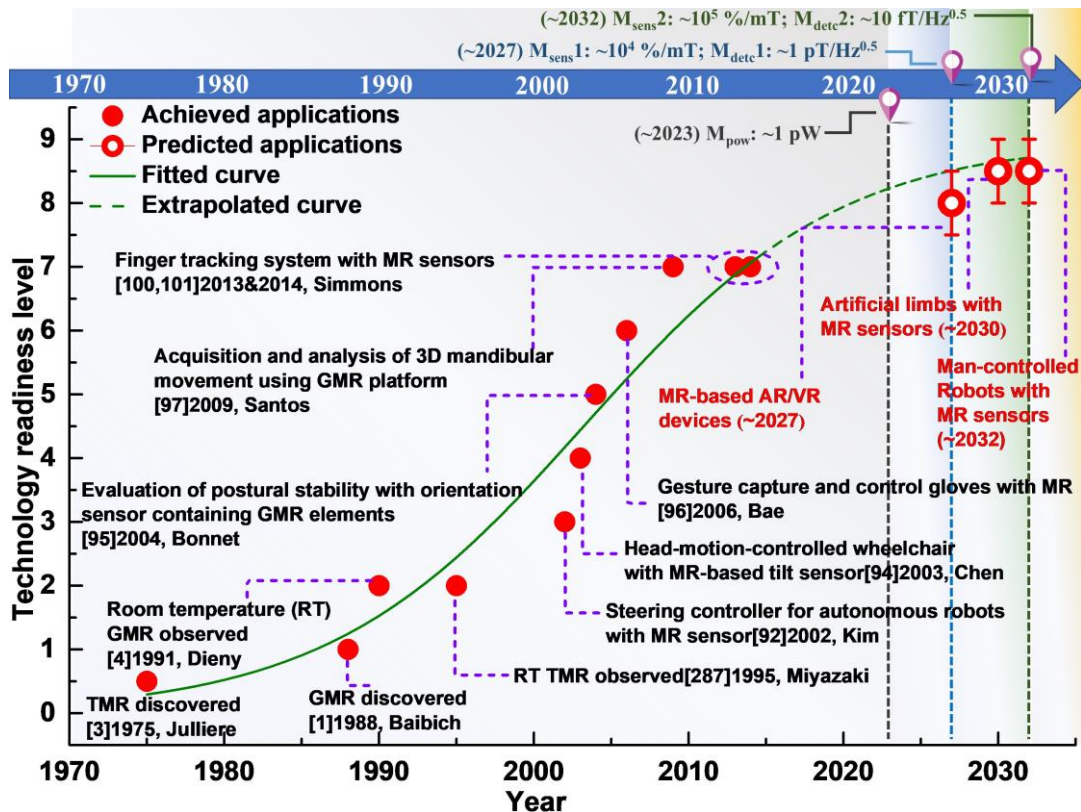 (~2032) Msens2: ~10⁵ %/mT; Mdetc2: ~10 fT/Hz⁰·⁵
(~2027) Msens1: ~10⁴ %/mT; Mdetc1: ~1 pT/Hz⁰·⁵
1970 1980 1990 2000 2010 2020 2030
(~2023) Mpow: ~1 pW
Achieved applications
Predicted applications
Fitted curve
Extrapolated curve
Technology readiness level
9
8
7
6
5
4
3
2
1
0
Finger tracking system with MR sensors
[100,101]2013&2014, Simmons
Acquisition and analysis of 3D mandibular
movement using GMR platform
[97]2009, Santos
Evaluation of postural stability with orientation
sensor containing GMR elements
[95]2004, Bonnet
Room temperature (RT)
GMR observed
[4]1991, Dieny
TMR discovered
[3]1975, Julliere
GMR discovered
[1]1988, Baibich
RT TMR observed[287]1995, Miyazaki
Steering controller for autonomous robots
with MR sensor[92]2002, Kim
Head-motion-controlled wheelchair
with MR-based tilt sensor[94]2003, Chen
Gesture capture and control gloves with MR
[96]2006, Bae
MR-based AR/VR
devices (~2027)
Artificial limbs with
MR sensors (~2030)
Man-controlled
Robots with
MR sensors
(~2032)
1970 1980 1990 2000 2010 2020 2030
Year